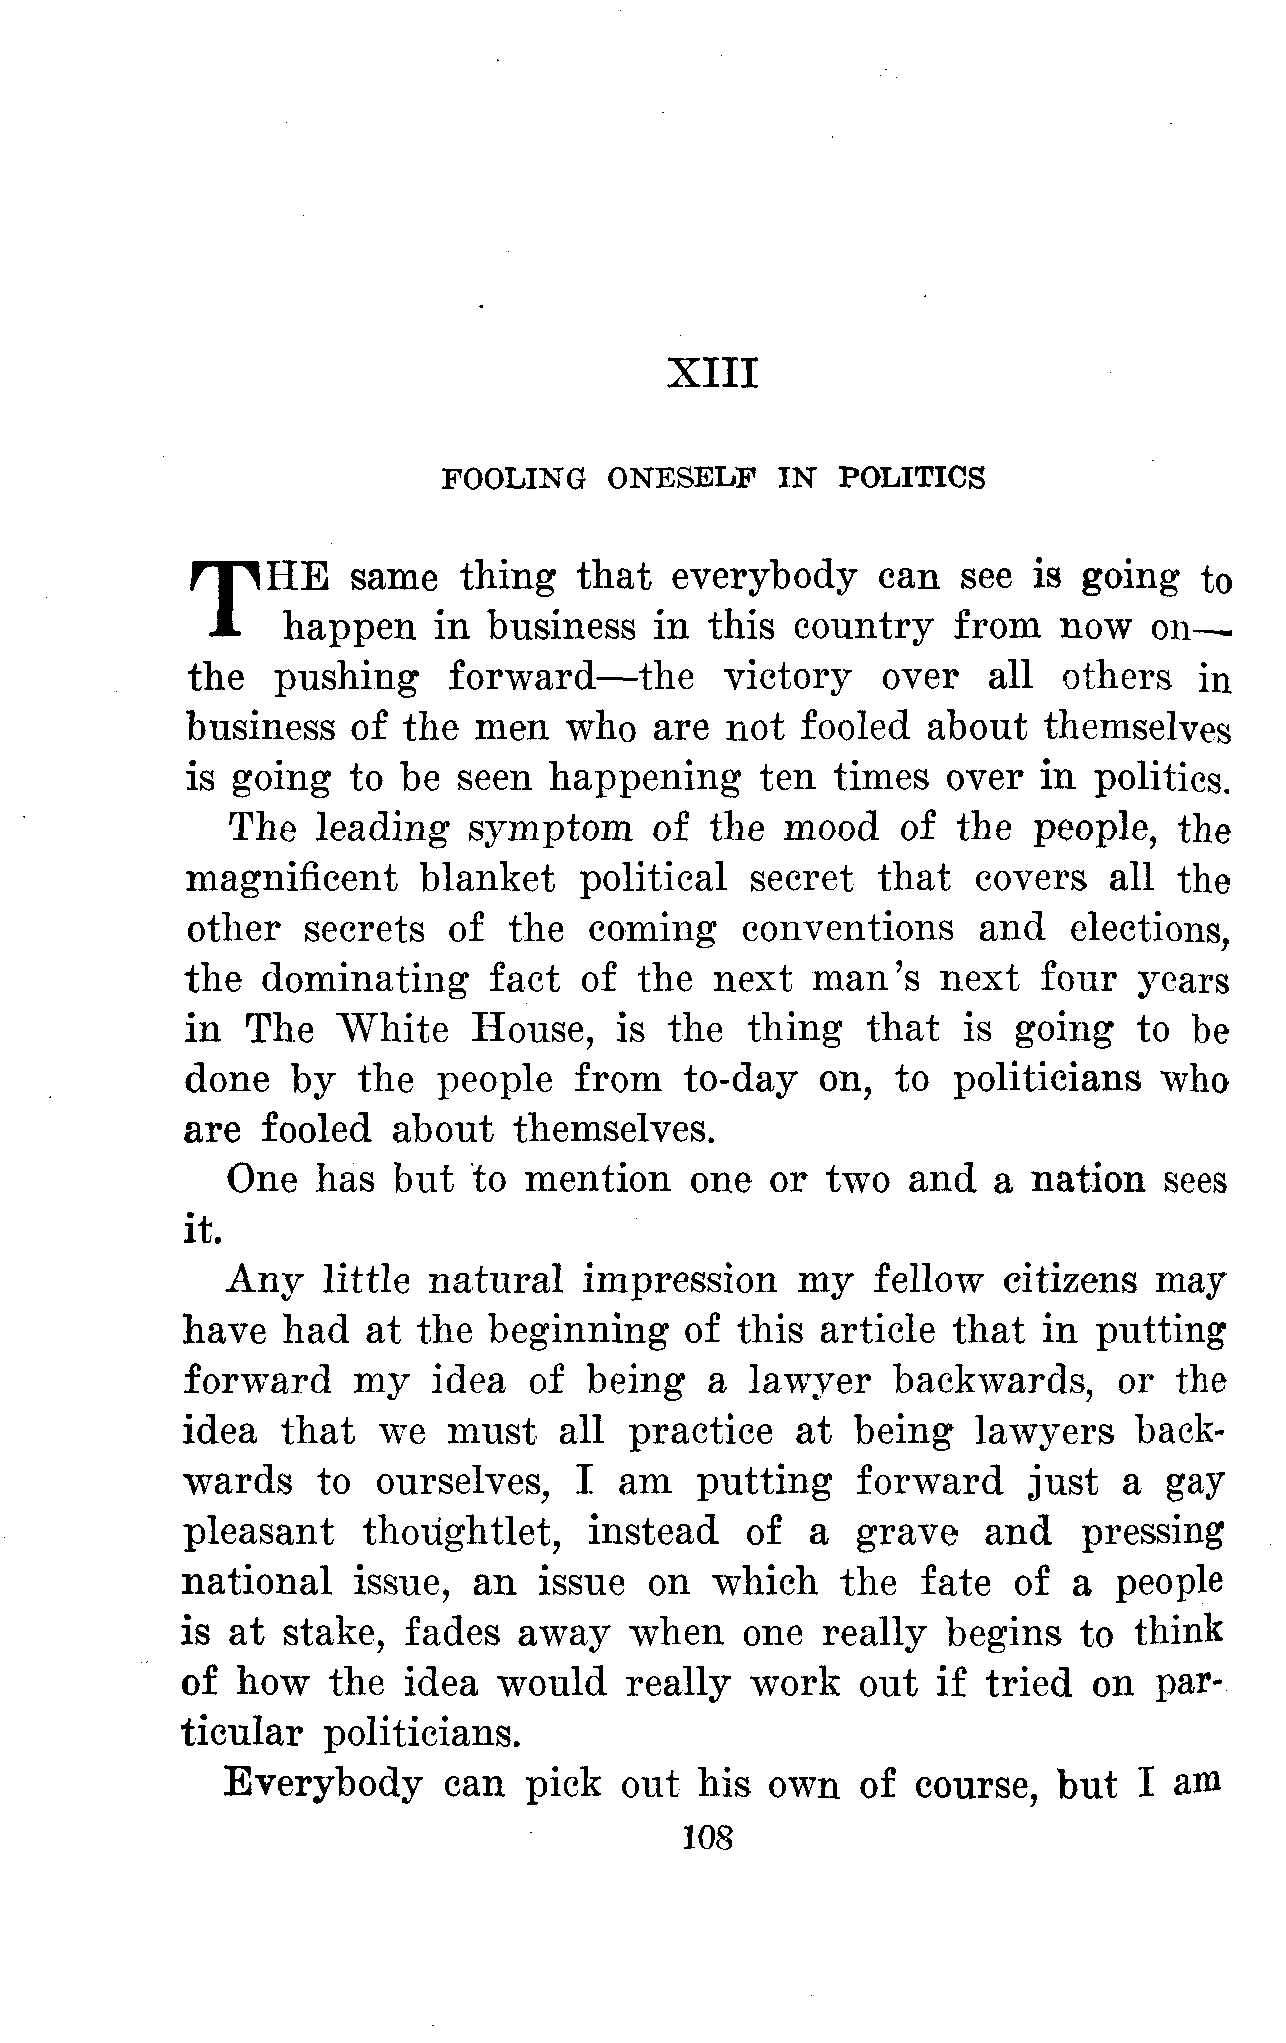 XIII
FOOLING ONESELF IN POLITICS
THE same thing that everybody can see is going to
happen in business in this country from now on—
the pushing forward—the victory over all others in
business of the men who are not fooled about themselves
is going to be seen happening ten times over in politics.
The leading symptom of the mood of the people, the
magnificent blanket political secret that covers all the
other secrets of the coming conventions and elections,
the dominating fact of the next man's next four years
in The White House, is the thing that is going to be
done by the people from to-day on, to politicians who
are fooled about themselves.
One has but to mention one or two and a nation sees
it.
Any little natural impression my fellow citizens may
have had at the beginning of this article that in putting
forward my idea of being a lawyer backwards, or the
idea that we must all practice at being lawyers back-
wards to ourselves, I am putting forward just a gay
pleasant thoughtlet, instead of a grave and pressing
national issue, an issue on which the fate of a people
is at stake, fades away when one really begins to think
of how the idea would really work out if tried on par-
ticular politicians.
Everybody can pick out his own of course, but I am
108